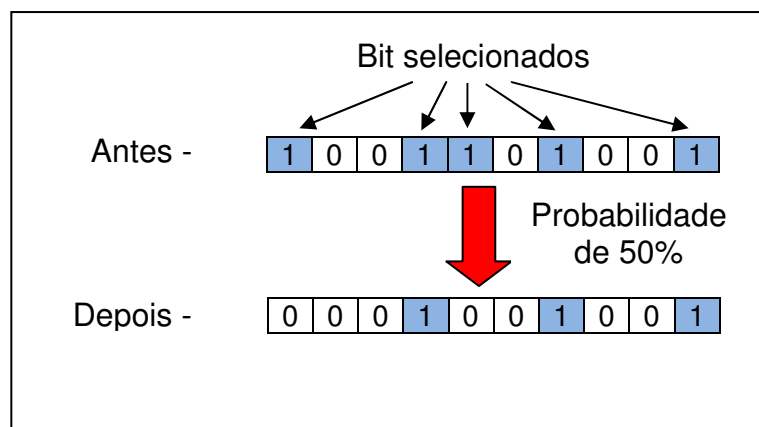 Bit selecionados
Antes - 1 0 0 1 1 0 1 0 0 1
Probabilidade
de 50%
Depois - 0 0 0 1 0 0 1 0 0 1